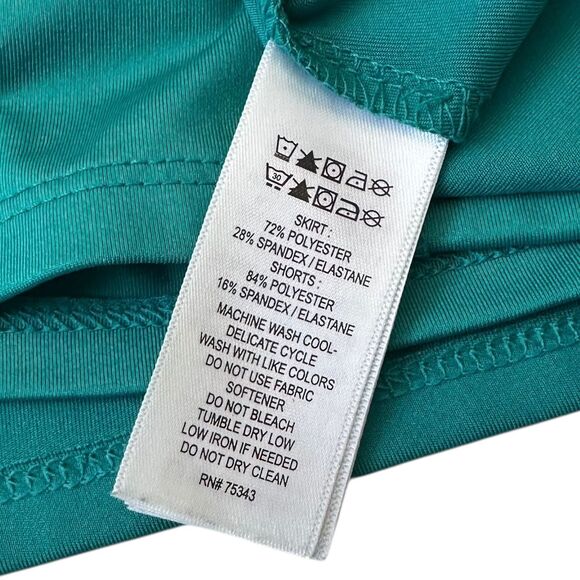 30
SKIRT :
72% POLYESTER
28% SPANDEX / ELASTANE
SHORTS :
84% POLYESTER
16% SPANDEX / ELASTANE
MACHINE WASH COOL-
DELICATE CYCLE
WASH WITH LIKE COLORS
DO NOT USE FABRIC
SOFTENER
DO NOT BLEACH
TUMBLE DRY LOW
LOW IRON IF NEEDED
DO NOT DRY CLEAN
RN# 75343